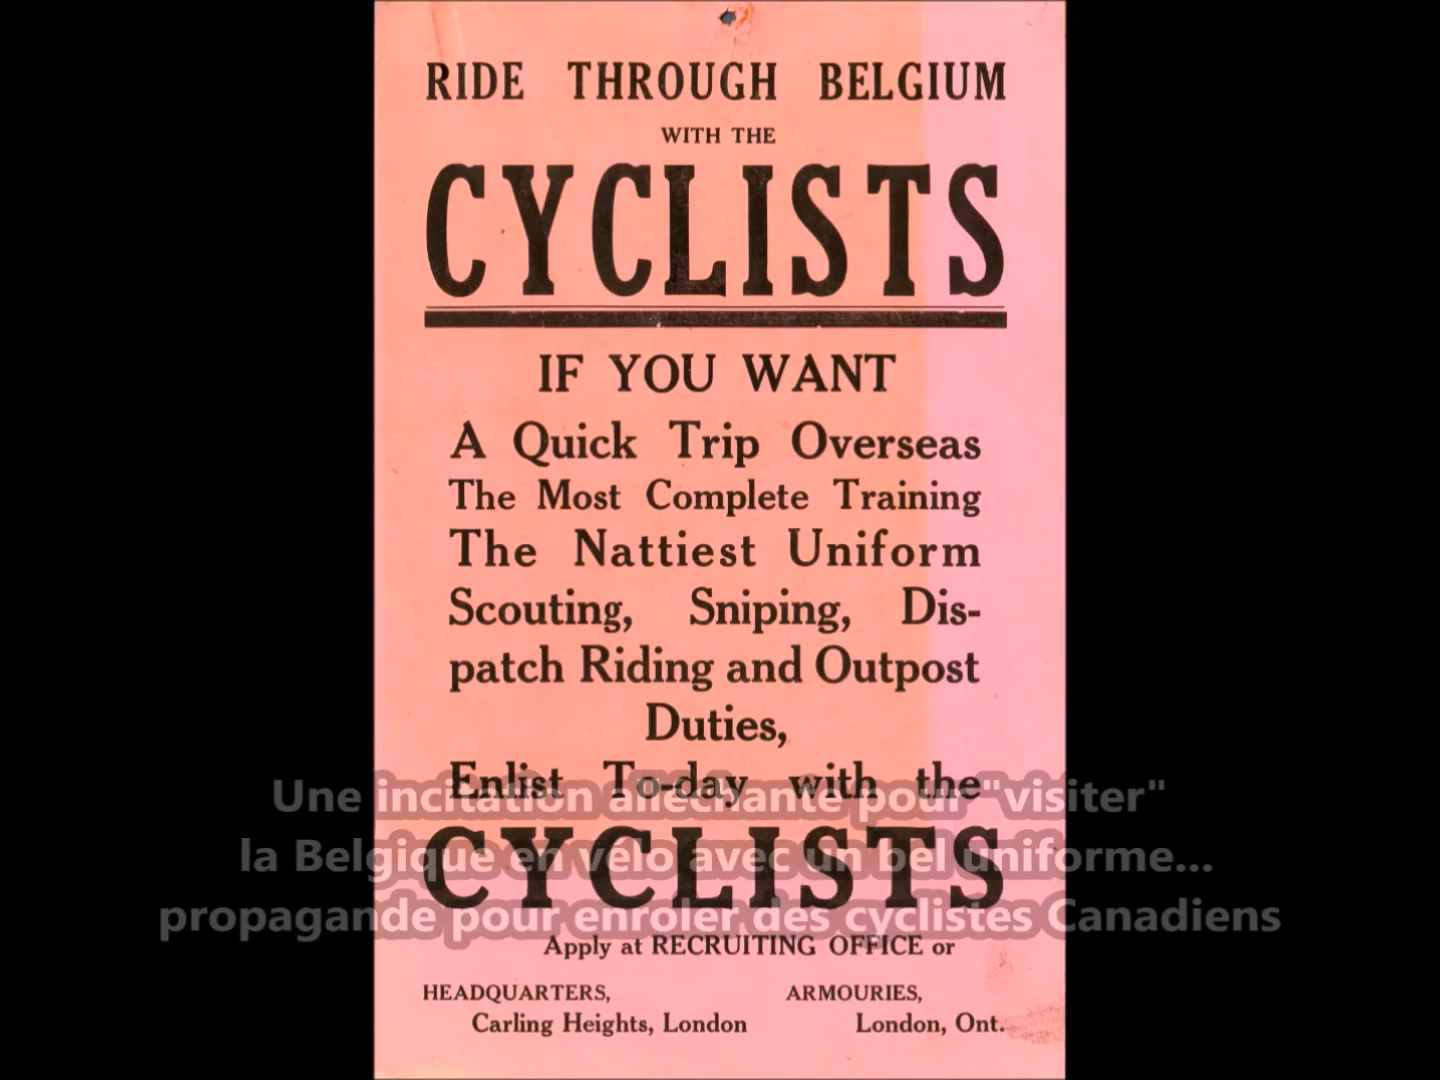 RIDE THROUGH BELGIUM
WITH THE
CYCLISTS
IF YOU WANT
A Quick Trip Overseas
The Most Complete Training
The Nattiest Uniform
Scouting, Sniping, Dis-
patch Riding and Outpost
Duties,
Enlist To-day with the
CYCLISTS
Apply at RECRUITING OFFICE or
HEADQUARTERS,
Carling Heights, London
ARMOURIES,
London, Ont.
Une incitation alléchante pour "visiter"
la Belgique en vélo avec un bel uniforme...
propagande pour enroler des cyclistes Canadiens